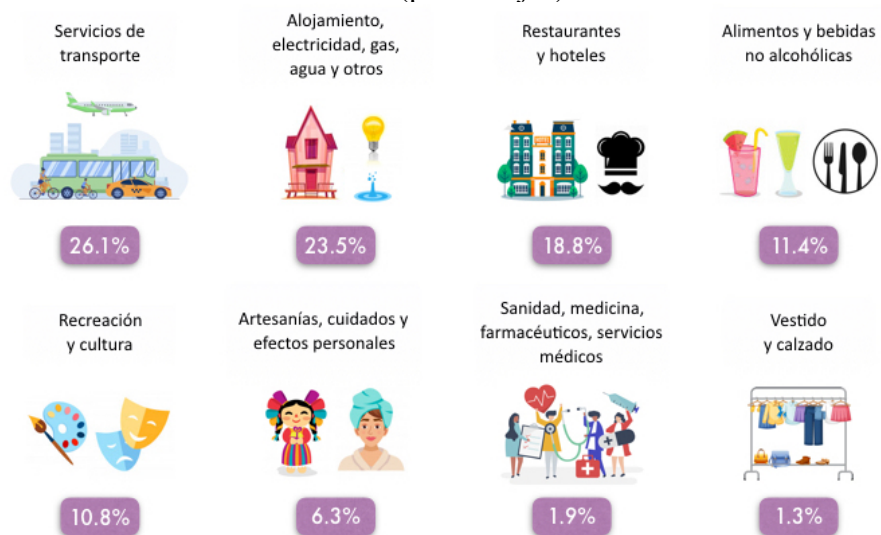 Servicios de
transporte
Alojamiento,
electricidad, gas,
agua y otros
Restaurantes
y hoteles
Alimentos y bebidas
no alcohólicas
26.1%
23.5%
18.8%
11.4%
Recreación
y cultura
Artesanías, cuidados y
efectos personales
Sanidad, medicina,
farmacéuticos, servicios
médicos
Vestido
y calzado
10.8%
6.3%
1.9%
1.3%